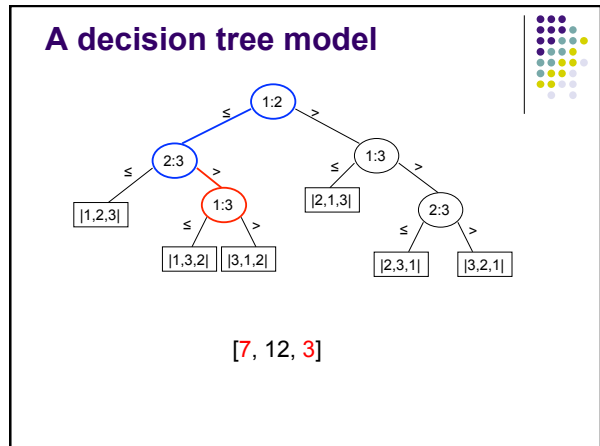 A decision tree model
1:2
≤ >
2:3 1:3
≤ > ≤ >
|1,2,3| 1:3 |2,1,3| 2:3
≤ > ≤ >
|1,3,2| |3,1,2| |2,3,1| |3,2,1|
[7, 12, 3]